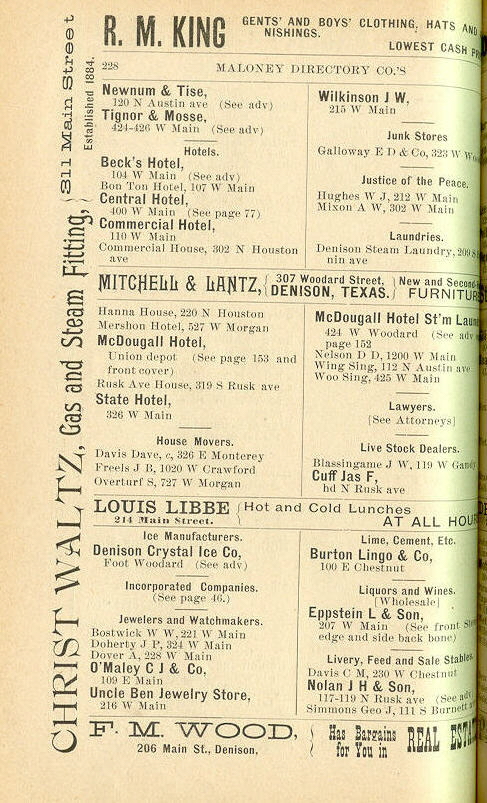 R. M. KING
GENTS' AND BOYS' CLOTHING, HATS AND
NISHINGS.
LOWEST CASH
228
MALONEY DIRECTORY CO.'S
CHRIST WALTZ, Gas and Steam Fitting, 311 Main Street
Established 1884.
Newnum & Tise,
120 N Austin ave (See adv)
Tignor & Mosse,
424-426 W Main (See adv)
Hotels.
Beck's Hotel,
104 W Main (See adv)
Bon Ton Hotel, 107 W Main
Central Hotel,
400 W Main (See page 77)
Commercial Hotel,
110 W Main
Commercial House, 302 N Houston
ave
Wilkinson J W,
215 W Main
Junk Stores
Galloway E D & Co, 323 W
Justice of the Peace.
Hughes W J, 212 W Main
Mixon A W, 302 W Main
Laundries.
Denison Steam Laundry, 209
nin ave
MITCHELL & LANTZ,
307 Woodard Street,
DENISON, TEXAS.
New and Second-
FURNITUR
Hanna House, 220 N Houston
Mershon Hotel, 527 W Morgan
McDougall Hotel,
Union depot (See page 153 and
front cover)
Rusk Ave House, 319 S Rusk ave
State Hotel,
326 W Main
House Movers.
Davis Dave, c, 326 E Monterey
Freels J B, 1020 W Crawford
Overturf S, 727 W Morgan
McDougall Hotel St'm Laun
424 W Woodard (See adv
page 152
Nelson D D, 1200 W Main
Wing Sing, 112 N Austin ave
Woo Sing, 425 W Main
Lawyers.
[See Attorneys]
Live Stock Dealers.
Blassingame J W, 119 W Gandy
Cuff Jas F,
hd N Rusk ave
LOUIS LIBBE
214 Main Street.
Hot and Cold Lunches
AT ALL HOUR
Ice Manufacturers.
Denison Crystal Ice Co,
Foot Woodard (See adv)
Incorporated Companies.
(See page 46.)
Jewelers and Watchmakers.
Bostwick W W, 221 W Main
Doherty J P, 324 W Main
Dover A, 228 W Main
O'Maley C J & Co,
109 E Main
Uncle Ben Jewelry Store,
216 W Main
Lime, Cement, Etc.
Burton Lingo & Co,
100 E Chestnut
Liquors and Wines.
[Wholesale]
Eppstein L & Son,
207 W Main (See front
edge and side back bone)
Livery, Feed and Sale Stables.
Davis C M, 230 W Chestnut
Nolan J H & Son,
117-119 N Rusk ave (See adv
Simmons Geo J, 111 S Burnett
F. M. WOOD,
206 Main St., Denison,
Has Bargains
for You in
REAL ESTAT